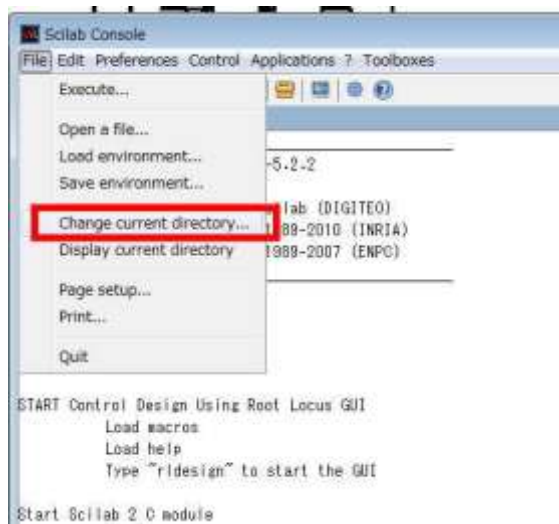 Scilab Console
File Edit Preferences Control Applications ? Toolboxes
Execute...
Open a file...
Load environment...
-5.2.2
Save environment...
lab (DIGITEO)
Change current directory...
89-2010 (INRIA)
Display current directory
1989-2007 (ENPC)
Page setup...
Print...
Quit
START Control Design Using Root Locus GUI
Load macros
Load help
Type "rldesign" to start the GUI
Start Scilab 2 C module